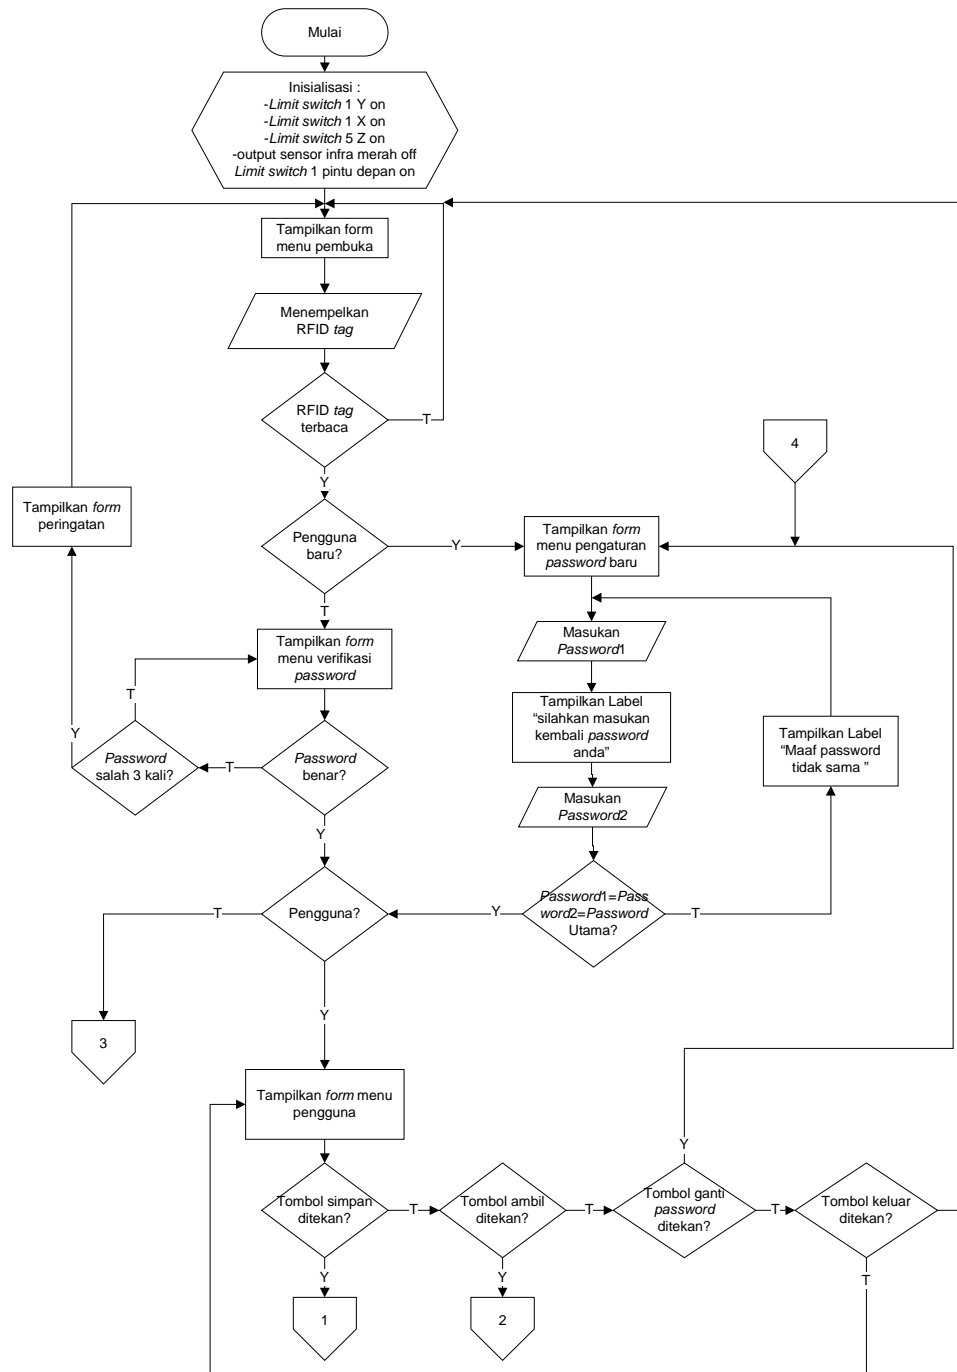 Mulai
Inisialisasi :
-Limit switch 1 Y on
-Limit switch 1 X on
-Limit switch 5 Z on
-output sensor infra merah off
Limit switch 1 pintu depan on
Tampilkan form
menu pembuka
Menempelkan
RFID tag
RFID tag
terbaca
T
Y
4
Tampilkan form
peringatan
Pengguna
baru?
Y
T
Tampilkan form
menu pengaturan
password baru
Tampilkan form
menu verifikasi
password
Masukan
Password1
T
Y
Password
salah 3 kali?
T
Password
benar?
Y
Tampilkan Label
“silahkan masukan
kembali password
anda”
Tampilkan Label
“Maaf password
tidak sama ”
Masukan
Password2
Password1=Pass
word2=Password
Utama?
T
Y
Pengguna?
T
Y
3
Tampilkan form menu
pengguna
Tombol simpan
ditekan?
T
Y
Tombol ambil
ditekan?
T
Y
Tombol ganti
password
ditekan?
Y
T
Tombol keluar
ditekan?
T
1
2